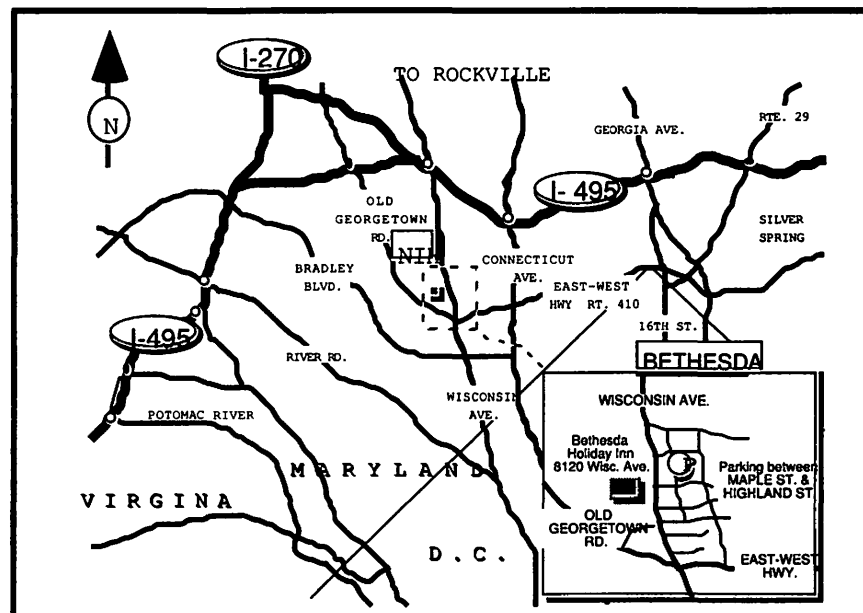 I-270
TO ROCKVILLE
N
GEORGIA AVE.
RTE. 29
I- 495
OLD
GEORGETOWN
RD.
NIH
SILVER
SPRING
BRADLEY
BLVD.
CONNECTICUT
AVE.
EAST-WEST
HWY RT. 410
16TH ST.
I-495
RIVER RD.
BETHESDA
POTOMAC RIVER
WISCONSIN
AVE.
WISCONSIN AVE.
Bethesda
Holiday Inn
8120 Wisc. Ave.
P
Parking between
MAPLE ST. &
HIGHLAND ST.
MARYLAND
VIRGINA
OLD
GEORGETOWN
RD.
D.C.
EAST-WEST
HWY.